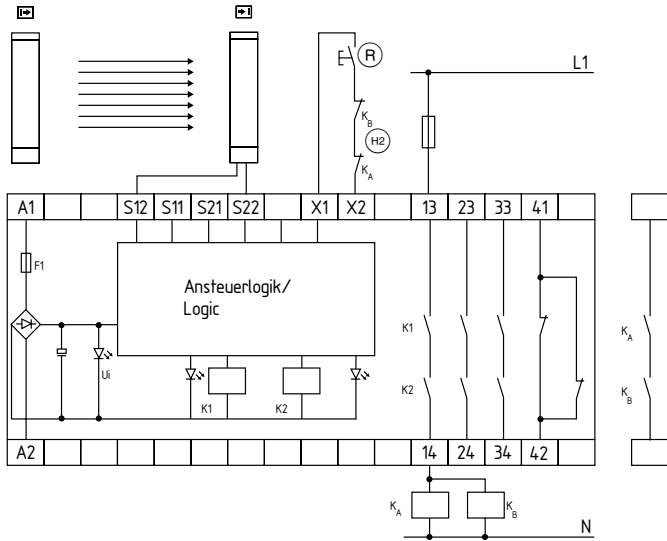 R
L1
K_B
H2
K_A
A1 S12 S11 S21 S22 X1 X2 13 23 33 41
F1
Ansteuerlogik/
Logic
K1
K_A
Ui
K1 K2
K2
K_B
A2 14 24 34 42
K_A K_B
N